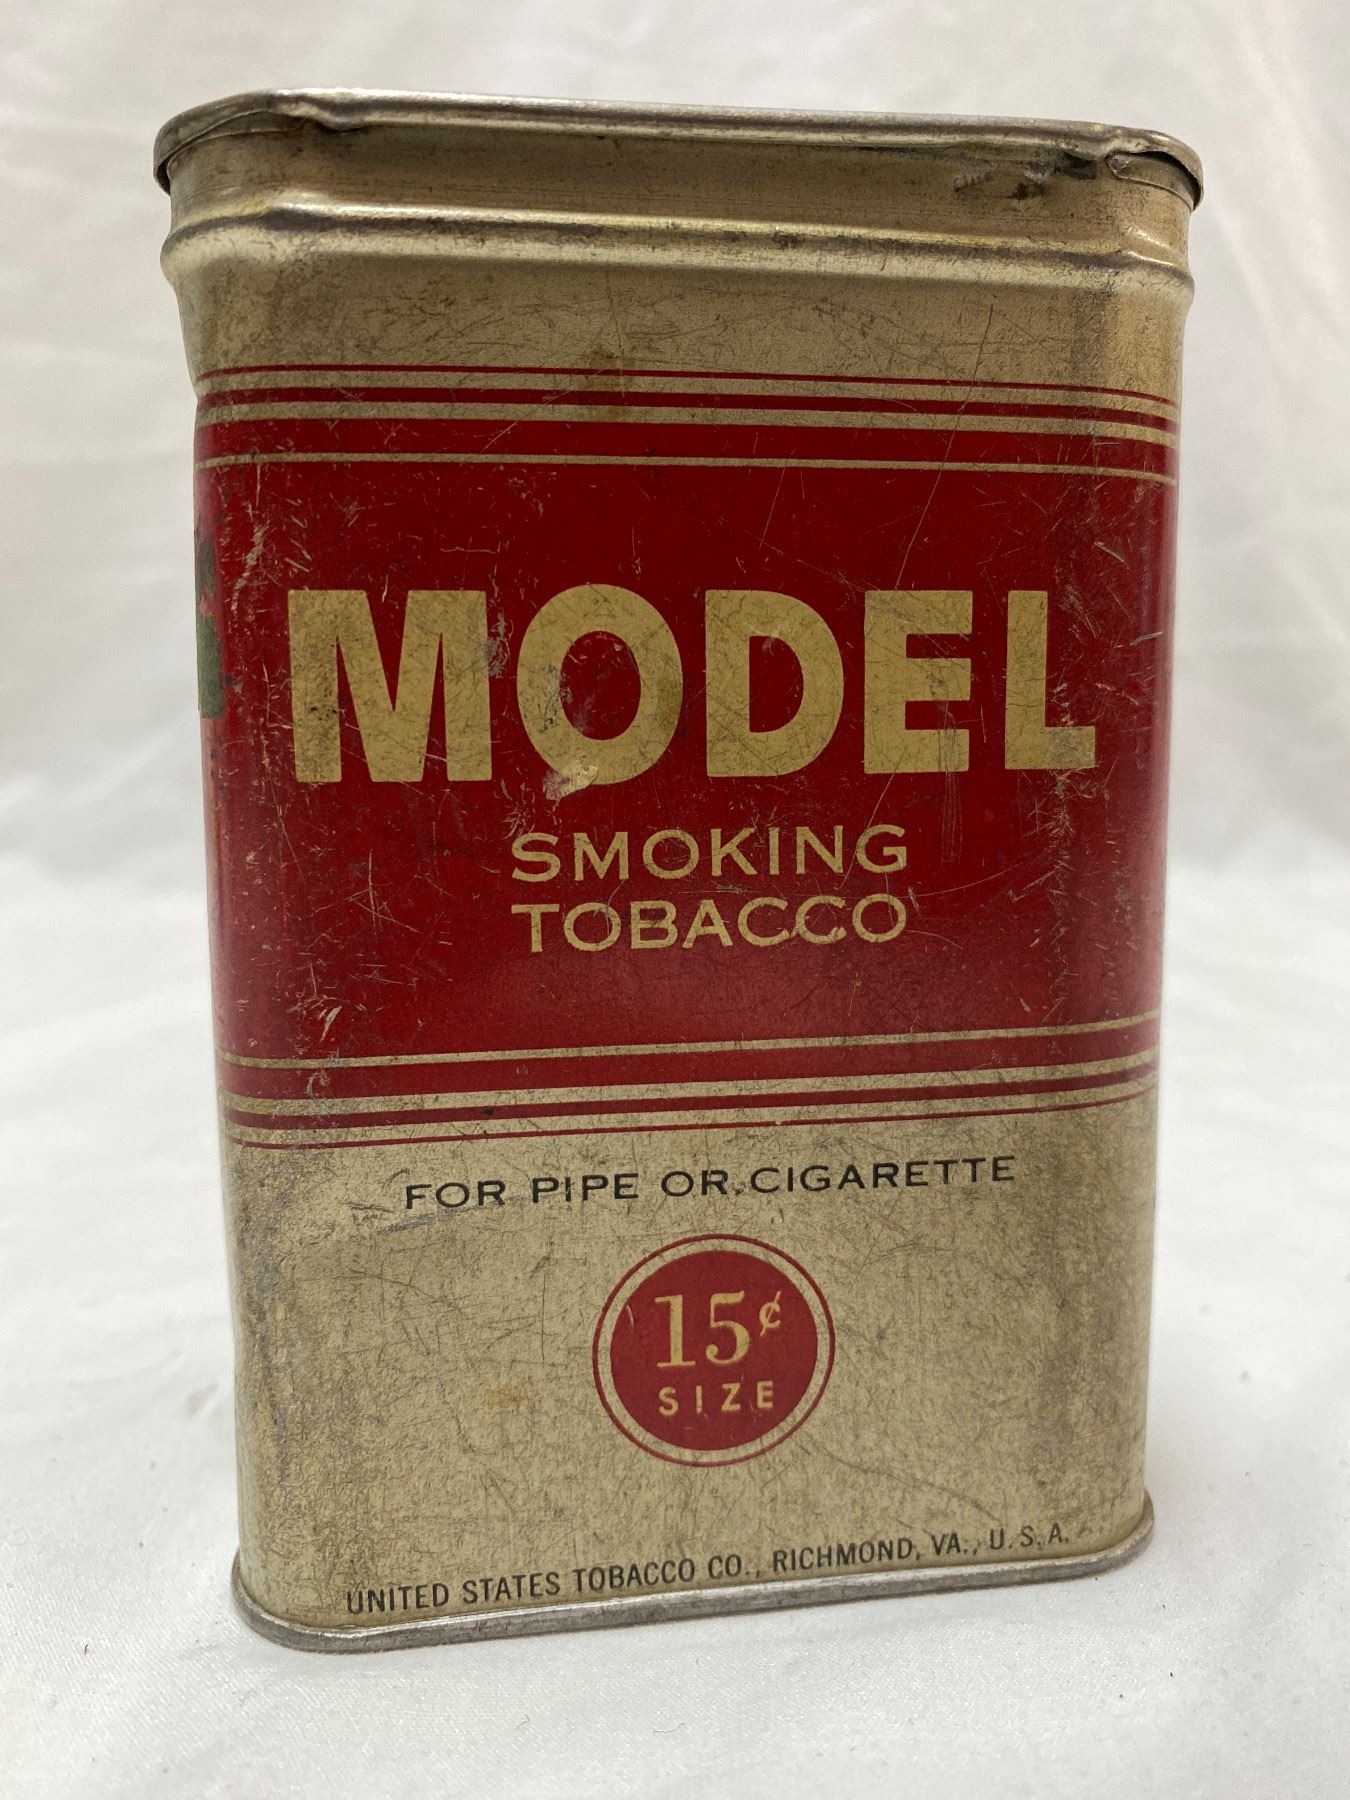 MODEL
SMOKING
TOBACCO
FOR PIPE OR CIGARETTE
15¢
SIZE
UNITED STATES TOBACCO CO., RICHMOND, VA., U.S.A.